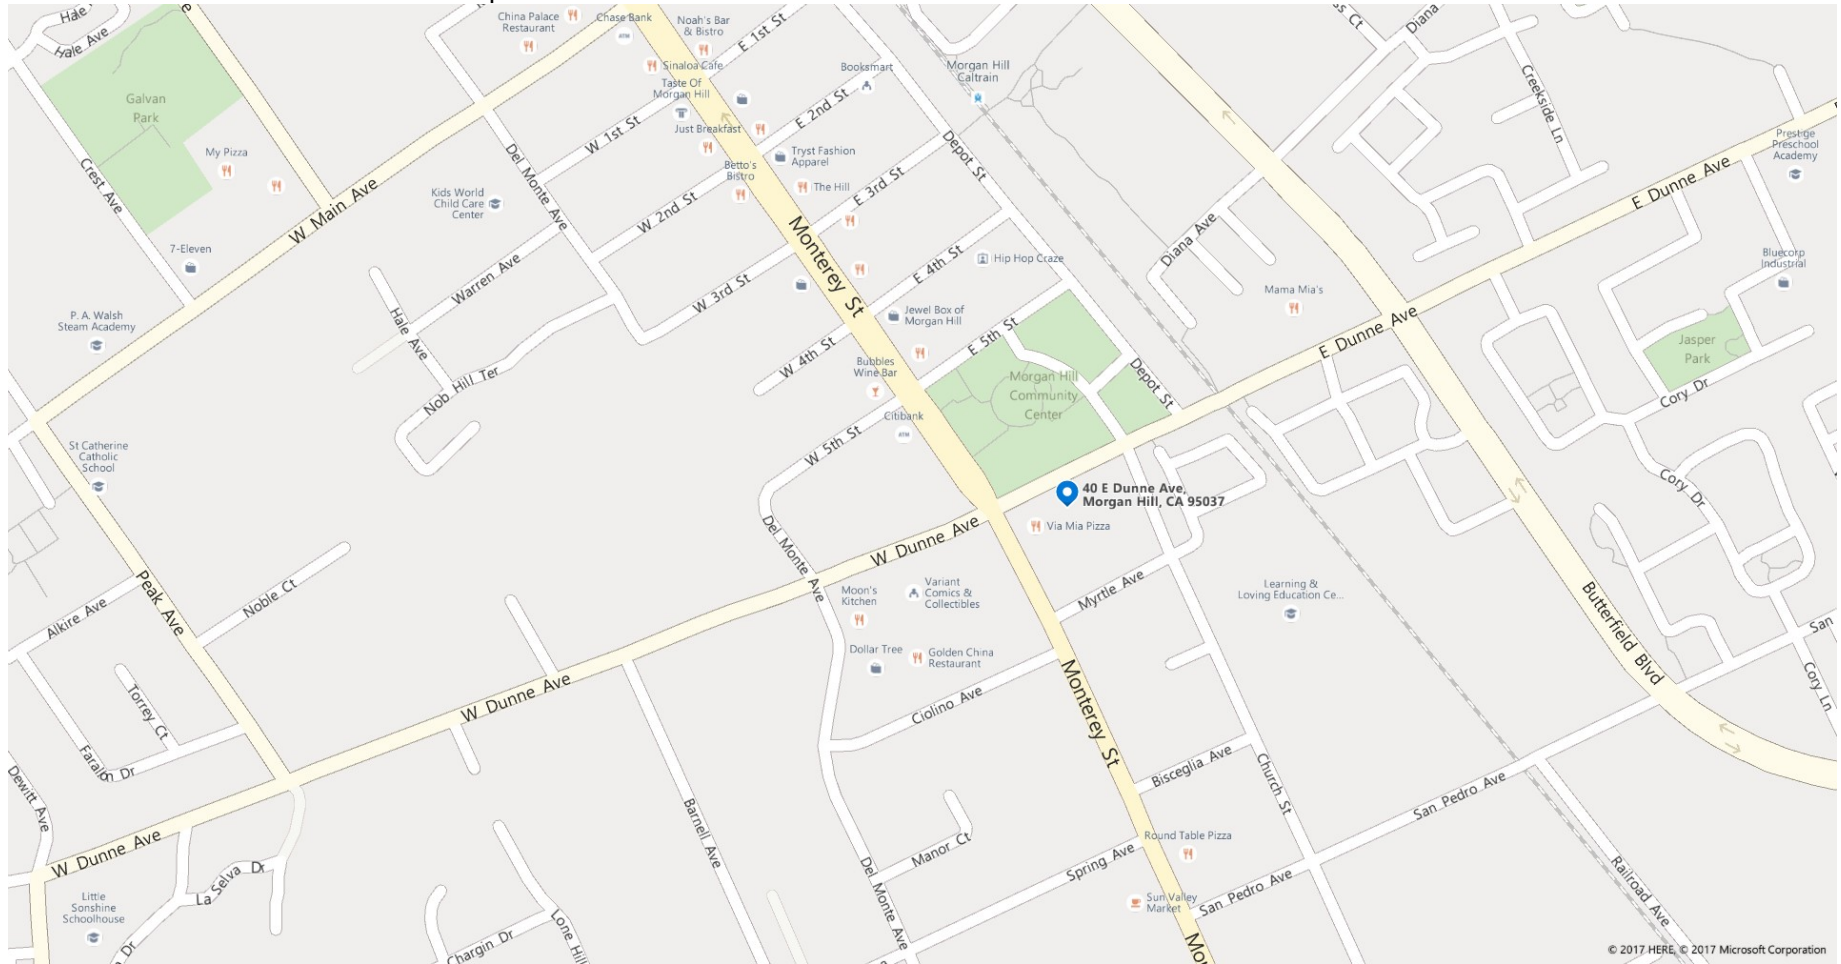 Hale
Hale Ave
China Palace
Restaurant
Chase Bank
Noah's Bar
& Bistro
E 1st St
Diana
Sinaloa Cafe
Booksmart
Morgan Hill
Caltrain
Creekside Ln
Galvan
Park
Taste Of
Morgan Hill
E 2nd St
W 1st St
Just Breakfast
Prestige
Preschool
Academy
My Pizza
Del Monte Ave
Depot St
Tryst Fashion
Apparel
Betto's
Bistro
E Dunne Ave
Crest Ave
W Main Ave
Kids World
Child Care
Center
The Hill
E 3rd St
W 2nd St
7-Eleven
Monterey St
Diana Ave
Warren Ave
E 4th St
Hip Hop Craze
Bluecorp
Industrial
W 3rd St
Mama Mia's
P. A. Walsh
Steam Academy
Hale Ave
Jewel Box of
Morgan Hill
E 5th St
E Dunne Ave
Jasper
Park
W 4th St
Bubbles
Wine Bar
Nob Hill Ter
Morgan Hill
Community
Center
Depot St
Cory Dr
Citibank
W 5th St
St Catherine
Catholic
School
40 E Dunne Ave,
Morgan Hill, CA 95037
Cory Dr
Via Mia Pizza
W Dunne Ave
Del Monte Ave
Peak Ave
Noble Ct
Alkire Ave
Moon's
Kitchen
Variant
Comics &
Collectibles
Myrtle Ave
Learning &
Loving Education Ce...
Butterfield Blvd
San
Dollar Tree
Golden China
Restaurant
Torrey Ct
W Dunne Ave
Ciolino Ave
Monterey St
Cory Ln
Dr
Bisceglia Ave
Church St
San Pedro Ave
Dewitt Ave
Barnell Ave
W Dunne Ave
Manor Ct
Round Table Pizza
Spring Ave
La Selva Dr
Del Monte Ave
San Pedro Ave
Railroad Ave
Little
Sonshine
Schoolhouse
Sun Valley
Market
Chargin Dr
Lone Hill
Dr
© 2017 HERE, © 2017 Microsoft Corporation